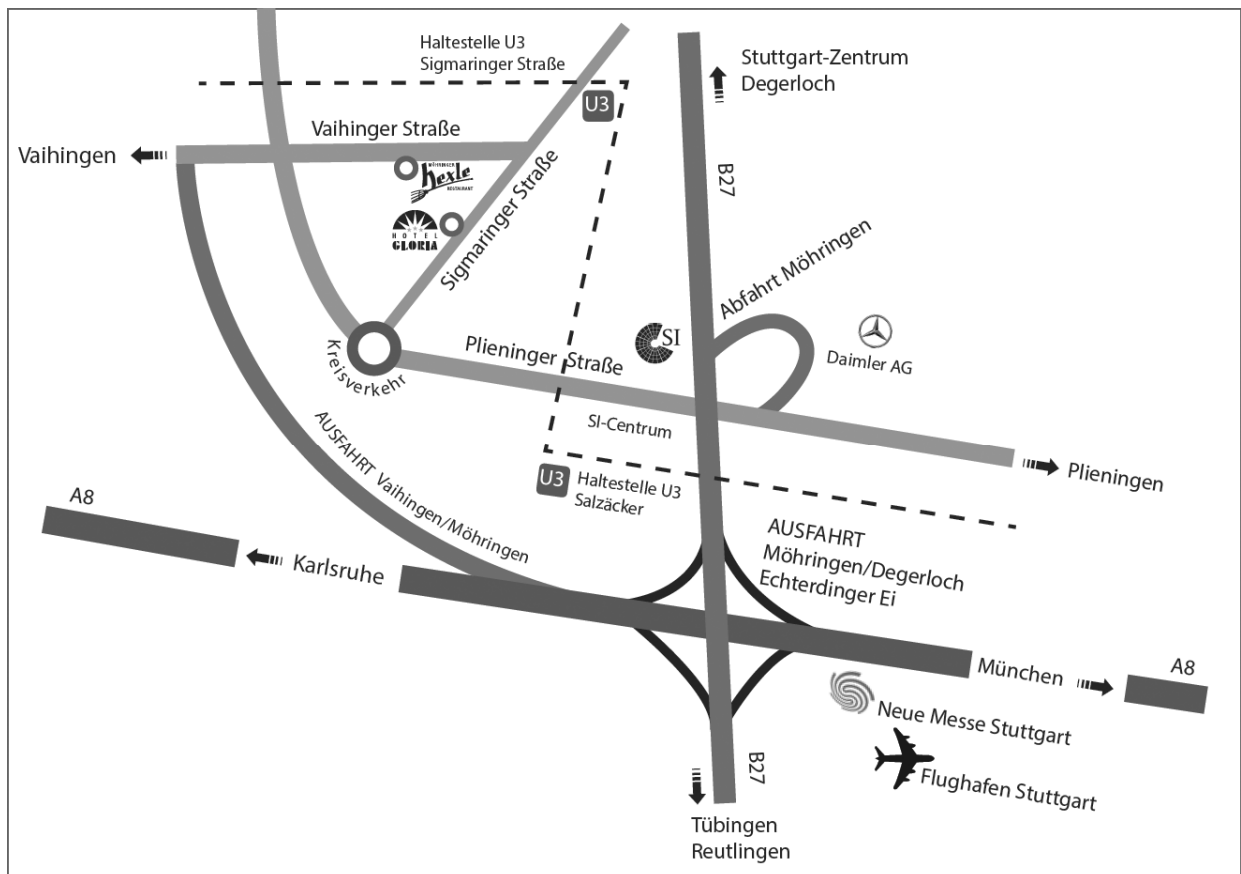 Haltestelle U3
Sigmaringer Straße
U3
Stuttgart-Zentrum
Degerloch
Vaihinger Straße
Vaihingen
MÖHRINGER
hexle
RESTAURANT
HOTEL
GLORIA
Sigmaringer Straße
B27
Abfahrt Möhringen
SI
Daimler AG
Plieninger Straße
Kreisverkehr
SI-Centrum
Plieningen
U3
Haltestelle U3
Salzäcker
AUSFAHRT Vaihingen/Möhringen
A8
Karlsruhe
AUSFAHRT
Möhringen/Degerloch
Echterdinger Ei
München
A8
Neue Messe Stuttgart
Flughafen Stuttgart
B27
Tübingen
Reutlingen